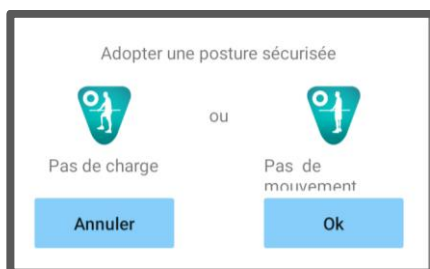 Adopter une posture sécurisée
ou
Pas de charge
Pas de
mouvement
Annuler
Ok